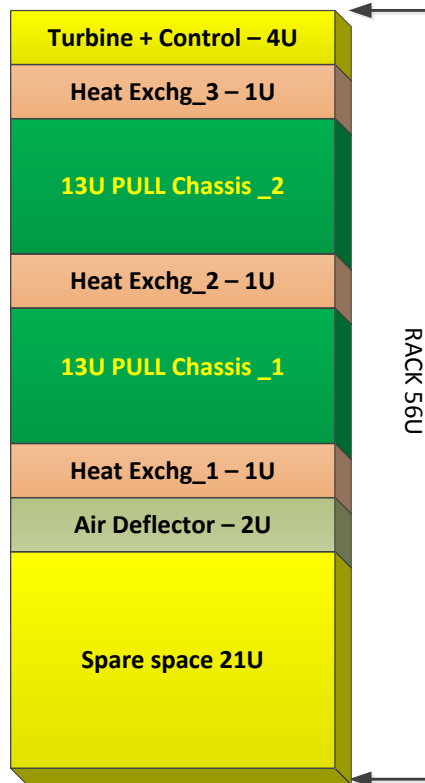 Turbine + Control – 4U
Heat Exchg_3 – 1U
13U PULL Chassis _2
Heat Exchg_2 – 1U
13U PULL Chassis _1
Heat Exchg_1 – 1U
Air Deflector – 2U
Spare space 21U
RACK 56U